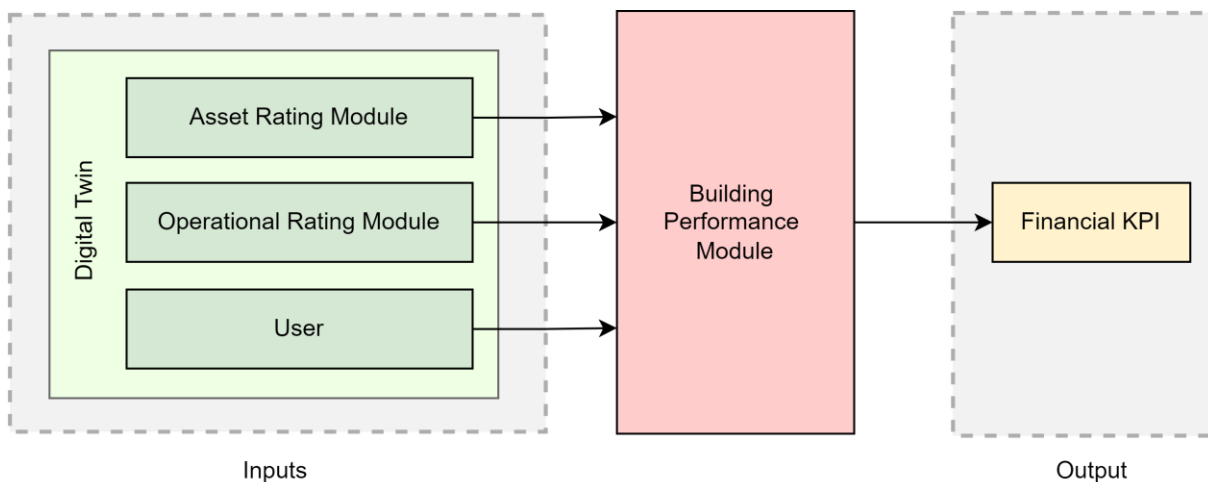 Digital Twin
Asset Rating Module
Operational Rating Module
User
Building
Performance
Module
Financial KPI
Inputs
Output